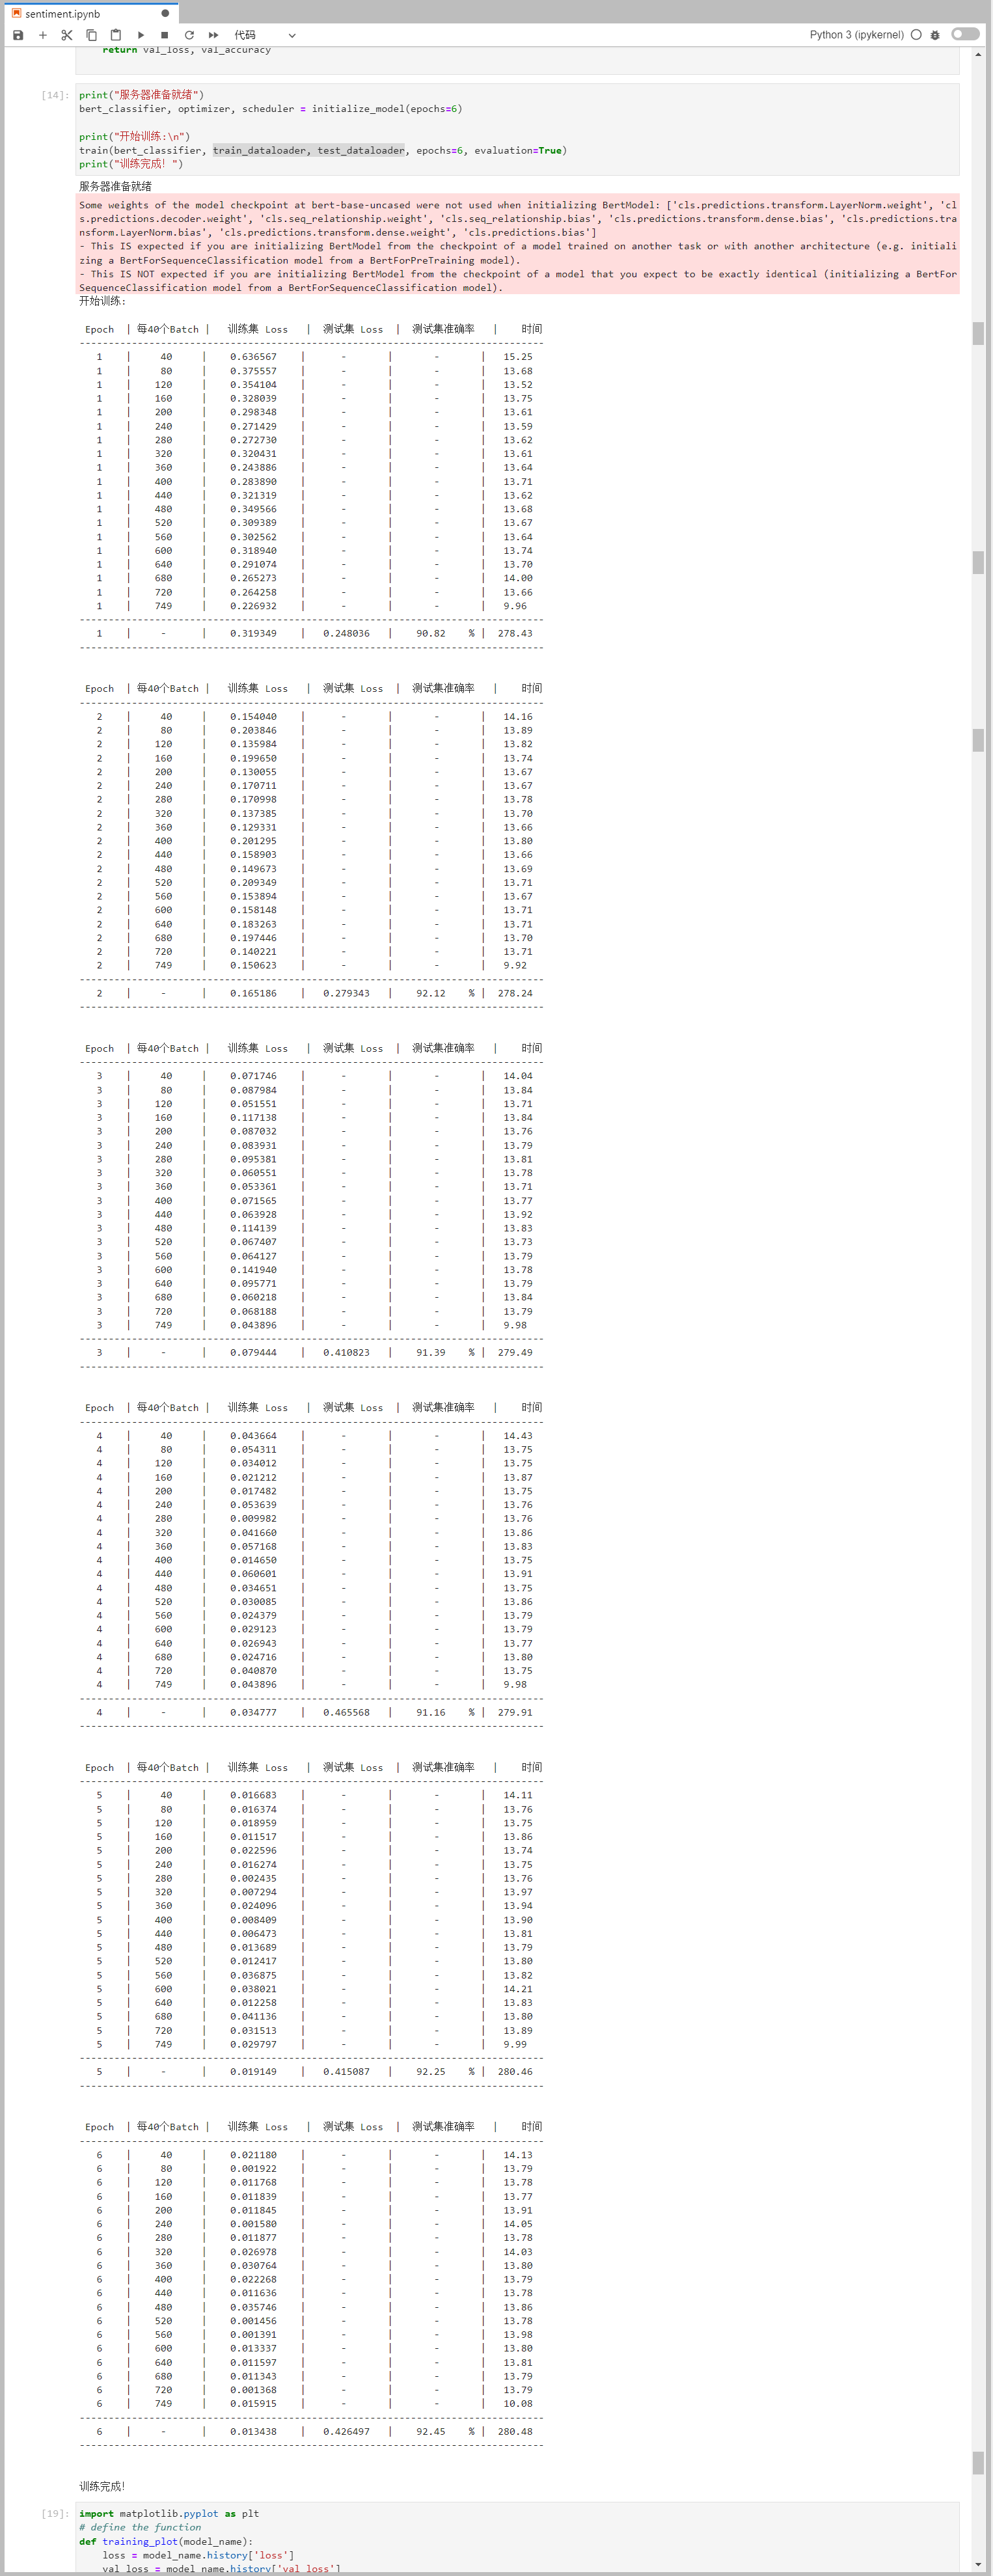 sentiment.ipynb
代码
Python 3 (ipykernel)
return val_loss, val_accuracy
[14]:
print("服务器准备就绪")
bert_classifier, optimizer, scheduler = initialize_model(epochs=6)
print("开始训练:\n")
train(bert_classifier, train_dataloader, test_dataloader, epochs=6, evaluation=True)
print("训练完成! ")
服务器准备就绪
Some weights of the model checkpoint at bert-base-uncased were not used when initializing BertModel: ['cls.predictions.transform.LayerNorm.weight', 'cl
s.predictions.decoder.weight', 'cls.seq_relationship.weight', 'cls.seq_relationship.bias', 'cls.predictions.transform.dense.bias', 'cls.predictions.tra
nsform.LayerNorm.bias', 'cls.predictions.transform.dense.weight', 'cls.predictions.bias']
- This IS expected if you are initializing BertModel from the checkpoint of a model trained on another task or with another architecture (e.g. initiali
zing a BertForSequenceClassification model from a BertForPreTraining model).
- This IS NOT expected if you are initializing BertModel from the checkpoint of a model that you expect to be exactly identical (initializing a BertFor
SequenceClassification model from a BertForSequenceClassification model).
开始训练:
Epoch | 每40个Batch | 训练集 Loss | 测试集 Loss | 测试集准确率 | 时间
----------------------------------------------------------------------
1 | 40 | 0.636567 | - | - | 15.25
1 | 80 | 0.375557 | - | - | 13.68
1 | 120 | 0.354104 | - | - | 13.52
1 | 160 | 0.328039 | - | - | 13.75
1 | 200 | 0.298348 | - | - | 13.61
1 | 240 | 0.271429 | - | - | 13.59
1 | 280 | 0.272730 | - | - | 13.62
1 | 320 | 0.320431 | - | - | 13.61
1 | 360 | 0.243886 | - | - | 13.64
1 | 400 | 0.283890 | - | - | 13.71
1 | 440 | 0.321319 | - | - | 13.62
1 | 480 | 0.349566 | - | - | 13.68
1 | 520 | 0.309389 | - | - | 13.67
1 | 560 | 0.302562 | - | - | 13.64
1 | 600 | 0.318940 | - | - | 13.74
1 | 640 | 0.291074 | - | - | 13.70
1 | 680 | 0.265273 | - | - | 14.00
1 | 720 | 0.264258 | - | - | 13.66
1 | 749 | 0.226932 | - | - | 9.96
----------------------------------------------------------------------
1 | - | 0.319349 | 0.248036 | 90.82 % | 278.43
----------------------------------------------------------------------
Epoch | 每40个Batch | 训练集 Loss | 测试集 Loss | 测试集准确率 | 时间
----------------------------------------------------------------------
2 | 40 | 0.154040 | - | - | 14.16
2 | 80 | 0.203846 | - | - | 13.89
2 | 120 | 0.135984 | - | - | 13.82
2 | 160 | 0.199650 | - | - | 13.74
2 | 200 | 0.130055 | - | - | 13.67
2 | 240 | 0.170711 | - | - | 13.67
2 | 280 | 0.170998 | - | - | 13.78
2 | 320 | 0.137385 | - | - | 13.70
2 | 360 | 0.129331 | - | - | 13.66
2 | 400 | 0.201295 | - | - | 13.80
2 | 440 | 0.158903 | - | - | 13.66
2 | 480 | 0.149673 | - | - | 13.69
2 | 520 | 0.209349 | - | - | 13.71
2 | 560 | 0.153894 | - | - | 13.67
2 | 600 | 0.158148 | - | - | 13.71
2 | 640 | 0.183263 | - | - | 13.71
2 | 680 | 0.197446 | - | - | 13.70
2 | 720 | 0.140221 | - | - | 13.71
2 | 749 | 0.150623 | - | - | 9.92
----------------------------------------------------------------------
2 | - | 0.165186 | 0.279343 | 92.12 % | 278.24
----------------------------------------------------------------------
Epoch | 每40个Batch | 训练集 Loss | 测试集 Loss | 测试集准确率 | 时间
----------------------------------------------------------------------
3 | 40 | 0.071746 | - | - | 14.04
3 | 80 | 0.087984 | - | - | 13.84
3 | 120 | 0.051551 | - | - | 13.71
3 | 160 | 0.117138 | - | - | 13.84
3 | 200 | 0.087032 | - | - | 13.76
3 | 240 | 0.083931 | - | - | 13.79
3 | 280 | 0.095381 | - | - | 13.81
3 | 320 | 0.060551 | - | - | 13.78
3 | 360 | 0.053361 | - | - | 13.71
3 | 400 | 0.071565 | - | - | 13.77
3 | 440 | 0.063928 | - | - | 13.92
3 | 480 | 0.114139 | - | - | 13.83
3 | 520 | 0.067407 | - | - | 13.73
3 | 560 | 0.064127 | - | - | 13.79
3 | 600 | 0.141940 | - | - | 13.78
3 | 640 | 0.095771 | - | - | 13.79
3 | 680 | 0.060218 | - | - | 13.84
3 | 720 | 0.068188 | - | - | 13.79
3 | 749 | 0.043896 | - | - | 9.98
----------------------------------------------------------------------
3 | - | 0.079444 | 0.410823 | 91.39 % | 279.49
----------------------------------------------------------------------
Epoch | 每40个Batch | 训练集 Loss | 测试集 Loss | 测试集准确率 | 时间
----------------------------------------------------------------------
4 | 40 | 0.043664 | - | - | 14.43
4 | 80 | 0.054311 | - | - | 13.75
4 | 120 | 0.034012 | - | - | 13.75
4 | 160 | 0.021212 | - | - | 13.87
4 | 200 | 0.017482 | - | - | 13.75
4 | 240 | 0.053639 | - | - | 13.76
4 | 280 | 0.009982 | - | - | 13.76
4 | 320 | 0.041660 | - | - | 13.86
4 | 360 | 0.057168 | - | - | 13.83
4 | 400 | 0.014650 | - | - | 13.75
4 | 440 | 0.060601 | - | - | 13.91
4 | 480 | 0.034651 | - | - | 13.75
4 | 520 | 0.030085 | - | - | 13.86
4 | 560 | 0.024379 | - | - | 13.79
4 | 600 | 0.029123 | - | - | 13.79
4 | 640 | 0.026943 | - | - | 13.77
4 | 680 | 0.024716 | - | - | 13.80
4 | 720 | 0.040870 | - | - | 13.75
4 | 749 | 0.043896 | - | - | 9.98
----------------------------------------------------------------------
4 | - | 0.034777 | 0.465568 | 91.16 % | 279.91
----------------------------------------------------------------------
Epoch | 每40个Batch | 训练集 Loss | 测试集 Loss | 测试集准确率 | 时间
----------------------------------------------------------------------
5 | 40 | 0.016683 | - | - | 14.11
5 | 80 | 0.016374 | - | - | 13.76
5 | 120 | 0.018959 | - | - | 13.75
5 | 160 | 0.011517 | - | - | 13.86
5 | 200 | 0.022596 | - | - | 13.74
5 | 240 | 0.016274 | - | - | 13.75
5 | 280 | 0.002435 | - | - | 13.76
5 | 320 | 0.007294 | - | - | 13.97
5 | 360 | 0.024096 | - | - | 13.94
5 | 400 | 0.008409 | - | - | 13.90
5 | 440 | 0.006473 | - | - | 13.81
5 | 480 | 0.013689 | - | - | 13.79
5 | 520 | 0.012417 | - | - | 13.80
5 | 560 | 0.036875 | - | - | 13.82
5 | 600 | 0.038021 | - | - | 14.21
5 | 640 | 0.012258 | - | - | 13.83
5 | 680 | 0.041136 | - | - | 13.80
5 | 720 | 0.031513 | - | - | 13.89
5 | 749 | 0.029797 | - | - | 9.99
----------------------------------------------------------------------
5 | - | 0.019149 | 0.415087 | 92.25 % | 280.46
----------------------------------------------------------------------
Epoch | 每40个Batch | 训练集 Loss | 测试集 Loss | 测试集准确率 | 时间
----------------------------------------------------------------------
6 | 40 | 0.021180 | - | - | 14.13
6 | 80 | 0.001922 | - | - | 13.79
6 | 120 | 0.011768 | - | - | 13.78
6 | 160 | 0.011839 | - | - | 13.77
6 | 200 | 0.011845 | - | - | 13.91
6 | 240 | 0.001580 | - | - | 14.05
6 | 280 | 0.011877 | - | - | 13.78
6 | 320 | 0.026978 | - | - | 14.03
6 | 360 | 0.030764 | - | - | 13.80
6 | 400 | 0.022268 | - | - | 13.79
6 | 440 | 0.011636 | - | - | 13.78
6 | 480 | 0.035746 | - | - | 13.86
6 | 520 | 0.001456 | - | - | 13.78
6 | 560 | 0.001391 | - | - | 13.98
6 | 600 | 0.013337 | - | - | 13.80
6 | 640 | 0.011597 | - | - | 13.81
6 | 680 | 0.011343 | - | - | 13.79
6 | 720 | 0.001368 | - | - | 13.79
6 | 749 | 0.015915 | - | - | 10.08
----------------------------------------------------------------------
6 | - | 0.013438 | 0.426497 | 92.45 % | 280.48
----------------------------------------------------------------------
训练完成!
[19]:
import matplotlib.pyplot as plt
# define the function
def training_plot(model_name):
loss = model_name.history['loss']
val_loss = model_name.history['val_loss']